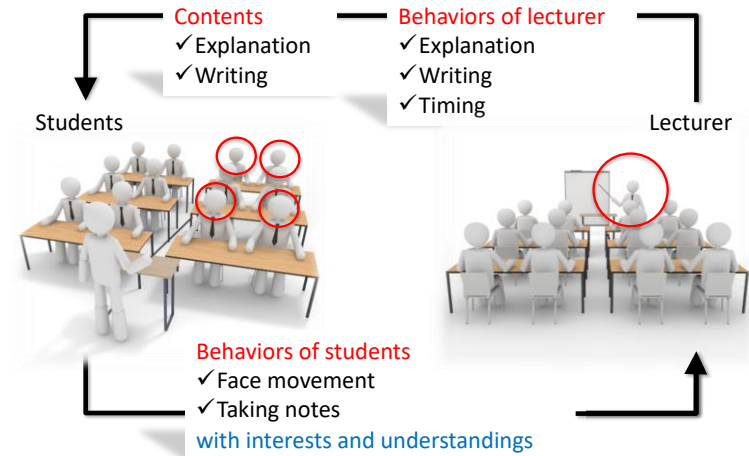 Contents
✓Explanation
✓Writing
Behaviors of lecturer
✓Explanation
✓Writing
✓Timing
Students
Lecturer
Behaviors of students
✓Face movement
✓Taking notes
with interests and understandings